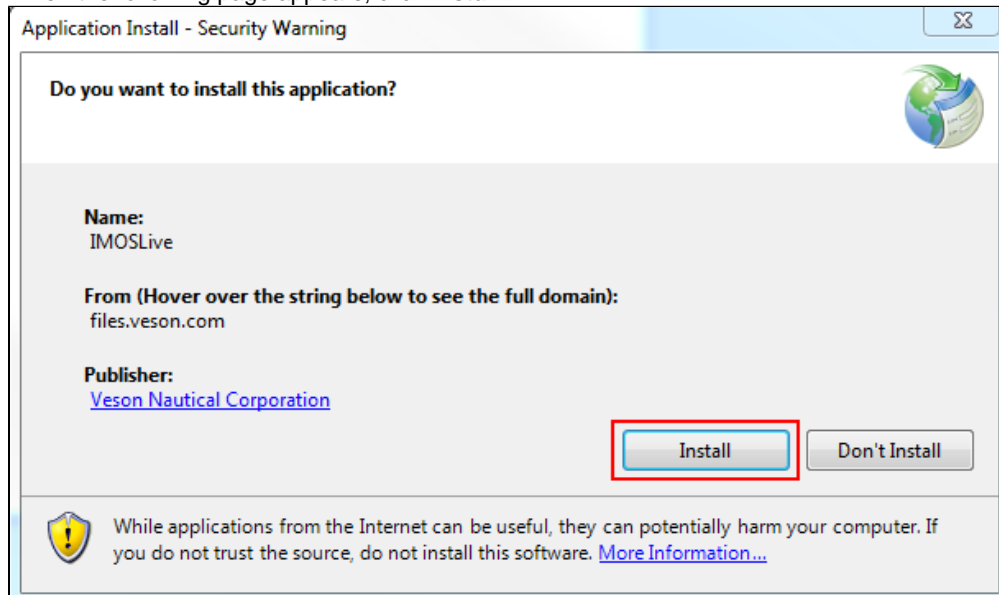 Application Install - Security Warning
Do you want to install this application?
Name:
IMOSLive
From (Hover over the string below to see the full domain):
files.veson.com
Publisher:
Veson Nautical Corporation
Install
Don't Install
While applications from the Internet can be useful, they can potentially harm your computer. If
you do not trust the source, do not install this software. More Information...